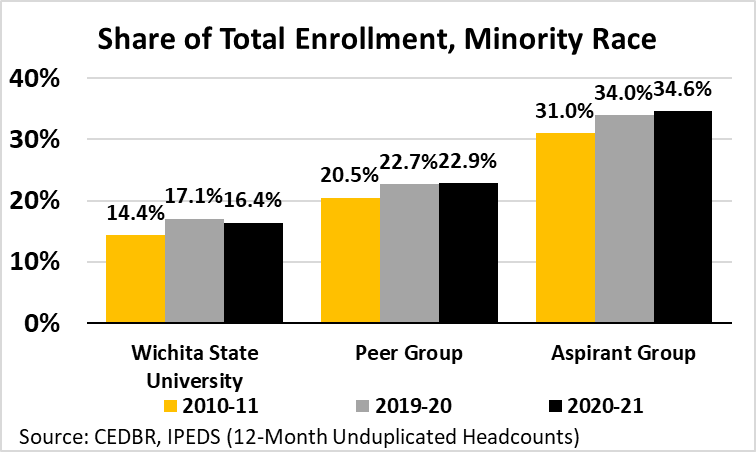 Share of Total Enrollment, Minority Race
40%
30%
20%
10%
0%
14.4%
17.1%
16.4%
20.5%
22.7%
22.9%
31.0%
34.0%
34.6%
Wichita State
University
Peer Group
Aspirant Group
2010-11
2019-20
2020-21
Source: CEDBR, IPEDS (12-Month Unduplicated Headcounts)